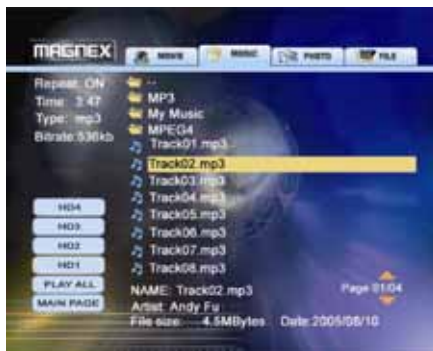 MAGNEX
MOVIE
MUSIC
PHOTO
FILE
Repeat: ON
Time: 3:47
Type: mp3
Bitrate:536kb
..
MP3
My Music
MPEG4
Track01.mp3
Track02.mp3
Track03.mp3
Track04.mp3
Track05.mp3
Track06.mp3
Track07.mp3
Track08.mp3
HD4
HD3
HD2
HD1
PLAY ALL
MAIN PAGE
NAME: Track02.mp3
Artist: Andy Fu
File size: 4.5MBytes Date:2005/08/10
Page 01/04